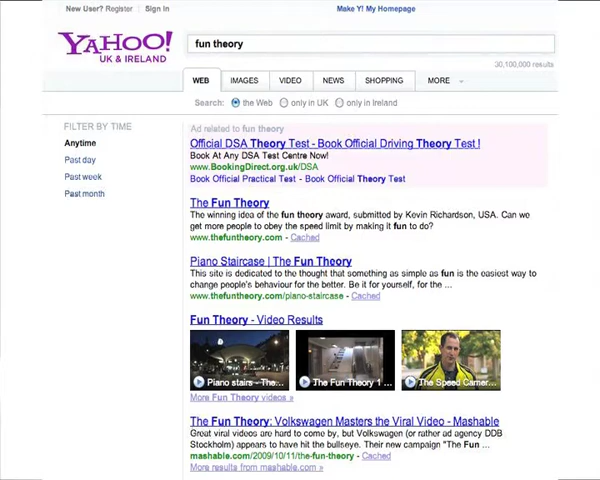 New User? Register Sign In Make Y! My Homepage
YAHOO!
UK & IRELAND
fun theory
30,100,000 results
WEB IMAGES VIDEO NEWS SHOPPING MORE
Search: the Web only in UK only in Ireland
FILTER BY TIME
Anytime
Past day
Past week
Past month
Ad related to fun theory
Official DSA Theory Test - Book Official Driving Theory Test !
Book At Any DSA Test Centre Now!
www.BookingDirect.org.uk/DSA
Book Official Practical Test - Book Official Theory Test
The Fun Theory
The winning idea of the fun theory award, submitted by Kevin Richardson, USA. Can we
get more people to obey the speed limit by making it fun to do?
www.thefuntheory.com - Cached
Piano Staircase | The Fun Theory
This site is dedicated to the thought that something as simple as fun is the easiest way to
change people's behaviour for the better. Be it for yourself, for the ...
www.thefuntheory.com/piano-staircase - Cached
Fun Theory - Video Results
Piano stairs - The... The Fun Theory 1 ... The Speed Camer...
More Fun Theory videos »
The Fun Theory: Volkswagen Masters the Viral Video - Mashable
Great viral videos are hard to come by, but Volkswagen (or rather ad agency DDB
Stockholm) appears to have hit the bullseye. Their new campaign "The Fun ...
mashable.com/2009/10/11/the-fun-theory - Cached
More results from mashable.com »